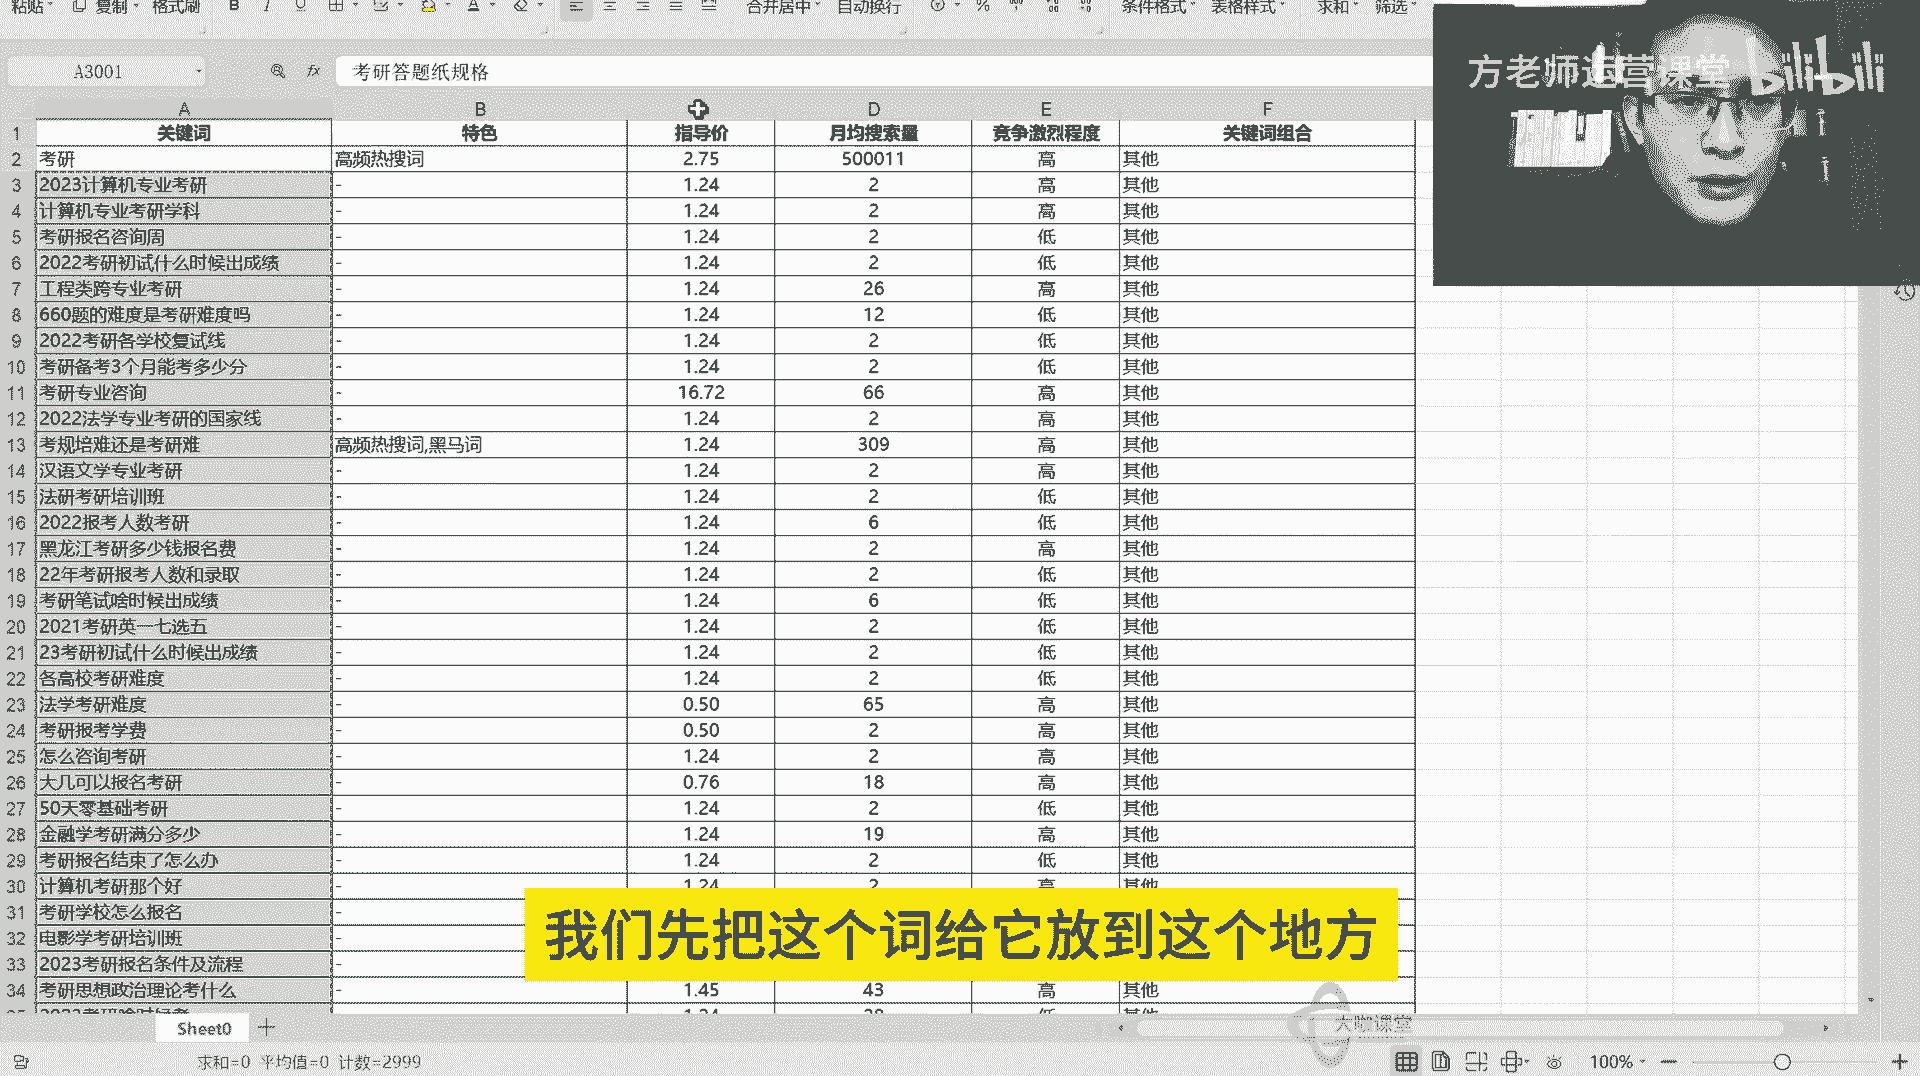 粘贴 复制 格式刷 B I U A 合并居中 自动换行 % 条件格式 表格样式 求和 筛选
A3001 fx 考研答题纸规格
方老师运营课堂 bilibili
A B D E F
1 关键词 特色 指导价 月均搜索量 竞争激烈程度 关键词组合
2 考研 高频热搜词 2.75 500011 高 其他
3 2023计算机专业考研 - 1.24 2 高 其他
4 计算机专业考研学科 - 1.24 2 高 其他
5 考研报名咨询周 - 1.24 2 低 其他
6 2022考研初试什么时候出成绩 - 1.24 2 低 其他
7 工程类跨专业考研 - 1.24 26 高 其他
8 660题的难度是考研难度吗 - 1.24 12 低 其他
9 2022考研各学校复试线 - 1.24 2 低 其他
10 考研备考3个月能考多少分 - 1.24 2 低 其他
11 考研专业咨询 - 16.72 66 高 其他
12 2022法学专业考研的国家线 - 1.24 2 高 其他
13 考规培难还是考研难 高频热搜词,黑马词 1.24 309 高 其他
14 汉语文学专业考研 - 1.24 2 高 其他
15 法研考研培训班 - 1.24 2 低 其他
16 2022报考人数考研 - 1.24 6 低 其他
17 黑龙江考研多少钱报名费 - 1.24 2 高 其他
18 22年考研报考人数和录取 - 1.24 2 低 其他
19 考研笔试啥时候出成绩 - 1.24 6 低 其他
20 2021考研英一七选五 - 1.24 2 低 其他
21 23考研初试什么时候出成绩 - 1.24 2 低 其他
22 各高校考研难度 - 1.24 2 低 其他
23 法学考研难度 - 0.50 65 高 其他
24 考研报考学费 - 0.50 2 高 其他
25 怎么咨询考研 - 1.24 2 高 其他
26 大几可以报名考研 - 0.76 18 高 其他
27 50天零基础考研 - 1.24 2 低 其他
28 金融学考研满分多少 - 1.24 19 高 其他
29 考研报名结束了怎么办 - 1.24 2 低 其他
30 计算机考研那个好 - 1.24 2 高 其他
31 考研学校怎么报名 -
32 电影学考研培训班 -
33 2023考研报名条件及流程 -
34 考研思想政治理论考什么 - 1.45 43 高 其他
我们先把这个词给它放到这个地方
Sheet0
大咖课堂
求和=0 平均值=0 计数=2999 100%